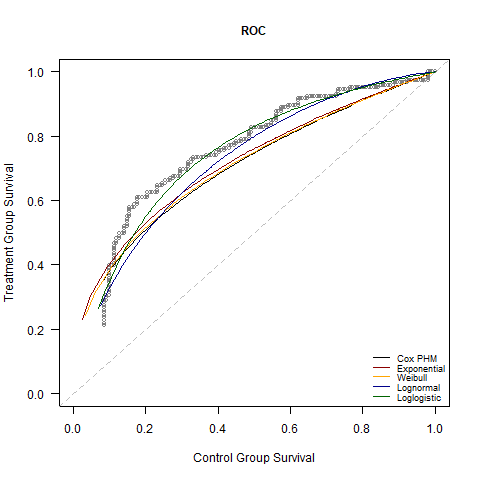 ROC
Treatment Group Survival
1.0
0.8
0.6
0.4
0.2
0.0
0.0 0.2 0.4 0.6 0.8 1.0
Control Group Survival
Cox PHM
Exponential
Weibull
Lognormal
Loglogistic